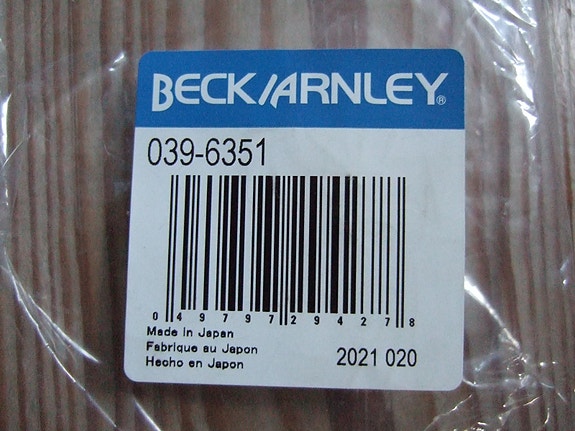 BECK/ARNLEY®
039-6351
0 49797 29427 8
Made in Japan
Fabrique au Japon
Hecho en Japon
2021 020